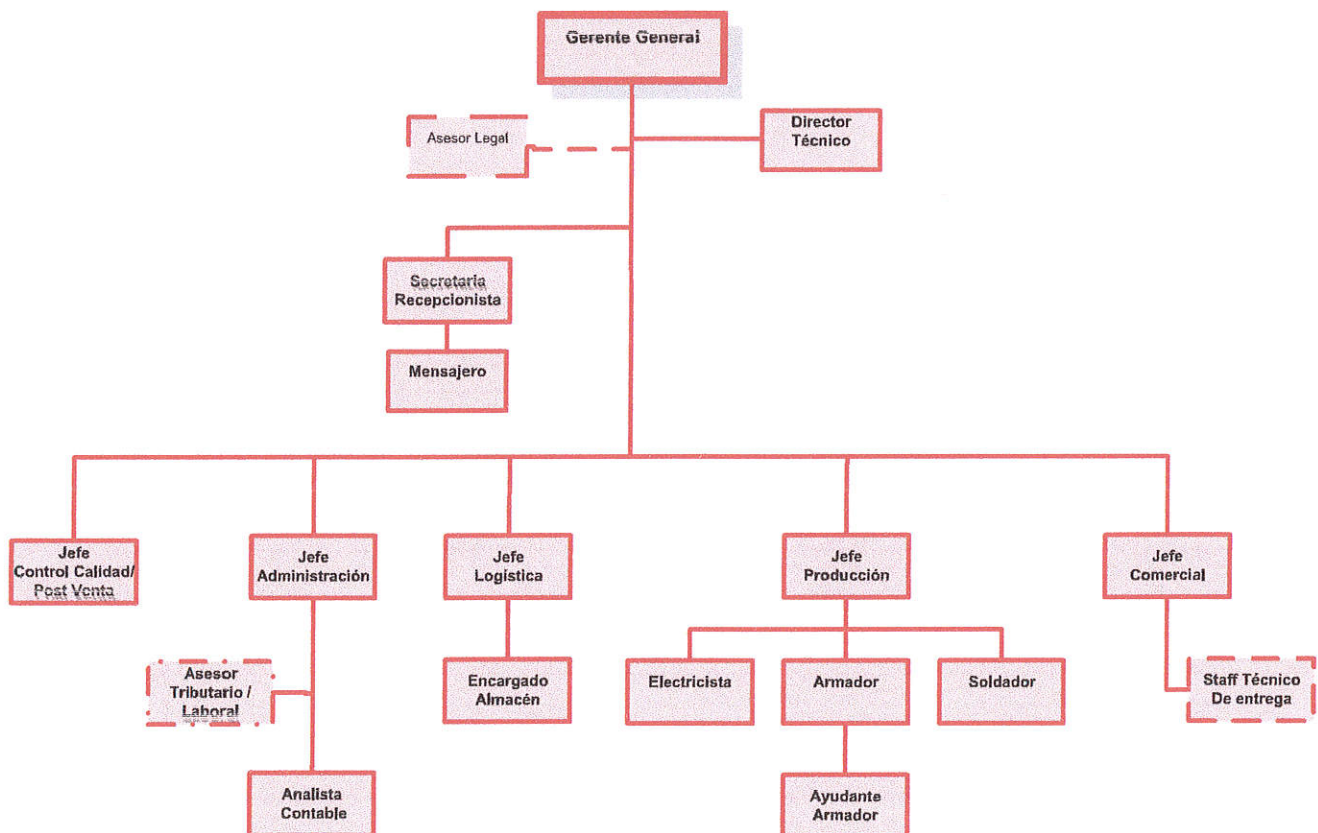 Gerente General
Asesor Legal
Director
Técnico
Secretaria
Recepcionista
Mensajero
Jefe
Control Calidad/
Post Venta
Jefe
Administración
Jefe
Logística
Jefe
Producción
Jefe
Comercial
Asesor
Tributario /
Laboral
Encargado
Almacén
Electricista
Armador
Soldador
Staff Técnico
De entrega
Analista
Contable
Ayudante
Armador